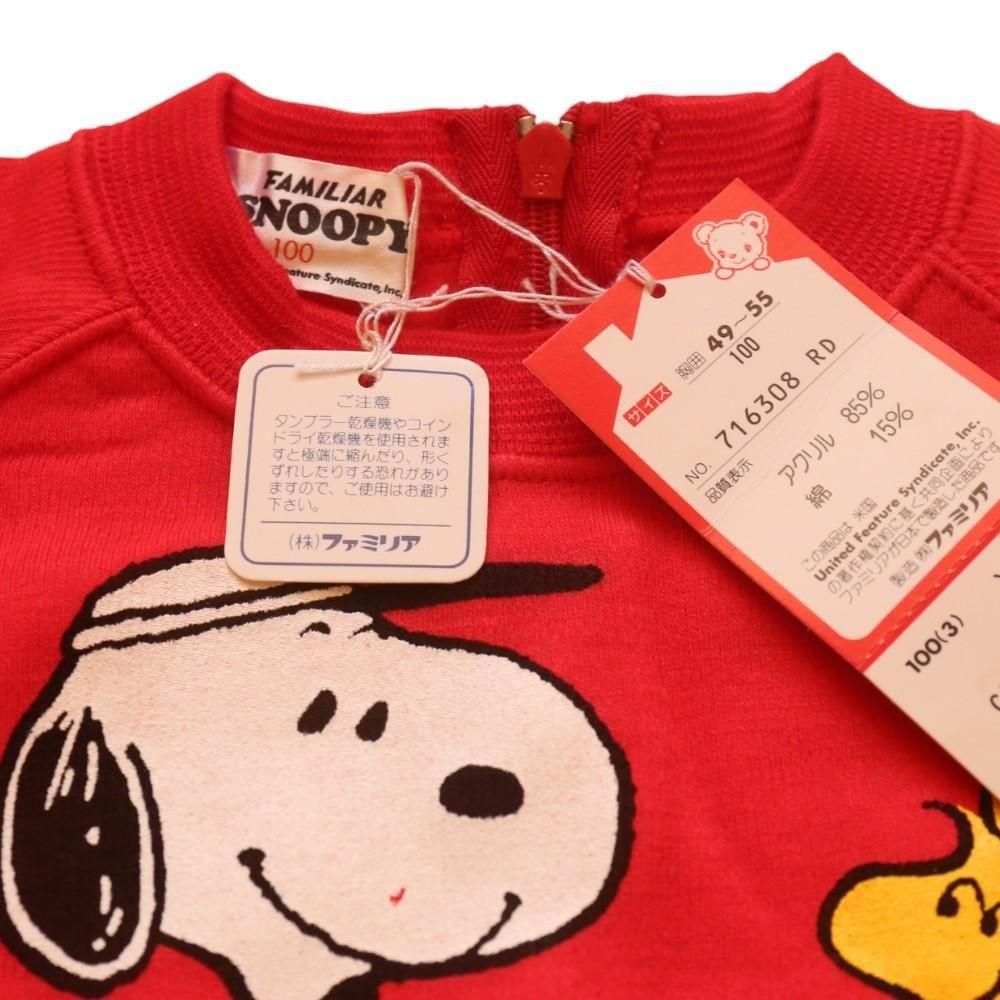 FAMILIAR
SNOOPY
100
eature Syndicate, Inc.
ご注意
タンブラー乾燥機やコイン
ドライ乾燥機を使用されま
すと極端に縮んだり、形く
ずれしたりする恐れがあり
ますので、ご使用はお避け
下さい。
(株)ファミリア
サイズ
胸囲 49~55
100
NO. 716308 RD
品質表示
アクリル 85%
綿 15%
この商品は 米国
United Feature Syndicate, Inc.
の著作権契約に基く共同企画により
ファミリアが日本で製造した商品です
製造 (株)ファミリア
100(3)